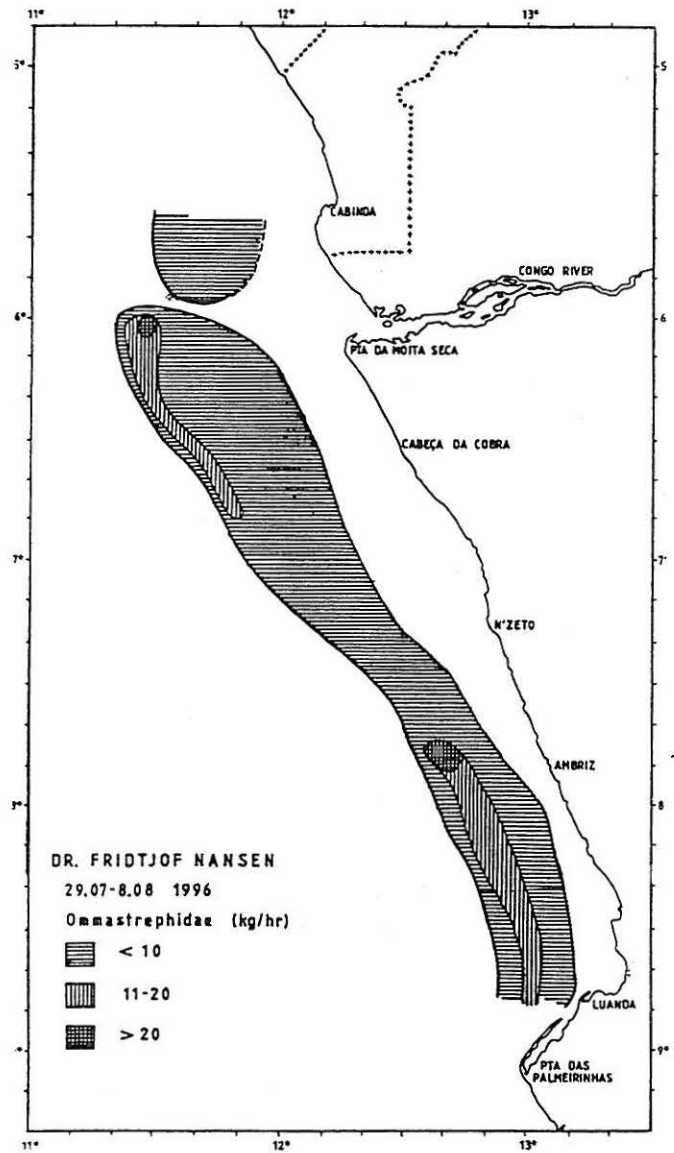 11° 12° 13°
5° 5
CABINDA
CONGO RIVER
6° 6
PTA DA MOITA SECA
CABEÇA DA COBRA
7° 7
N'ZETO
AMBRIZ
8
DR. FRIDTJOF NANSEN
29.07-8.08 1996
Ommastrephidae (kg/hr)
< 10
11-20
> 20
LUANDA
9°
PTA DAS
PALMEIRINHAS
11° 12° 13°